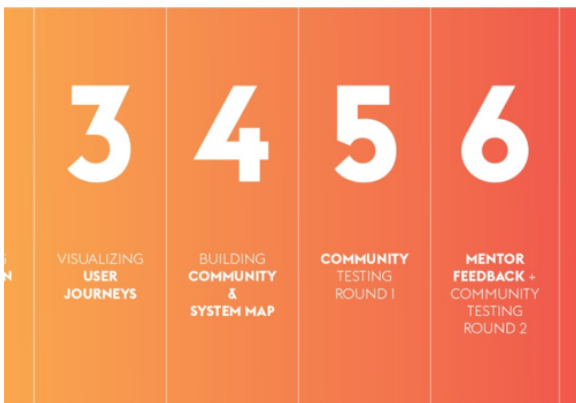 3
VISUALIZING
USER
JOURNEYS
4
BUILDING
COMMUNITY
&
SYSTEM MAP
5
COMMUNITY
TESTING
ROUND 1
6
MENTOR
FEEDBACK +
COMMUNITY
TESTING
ROUND 2